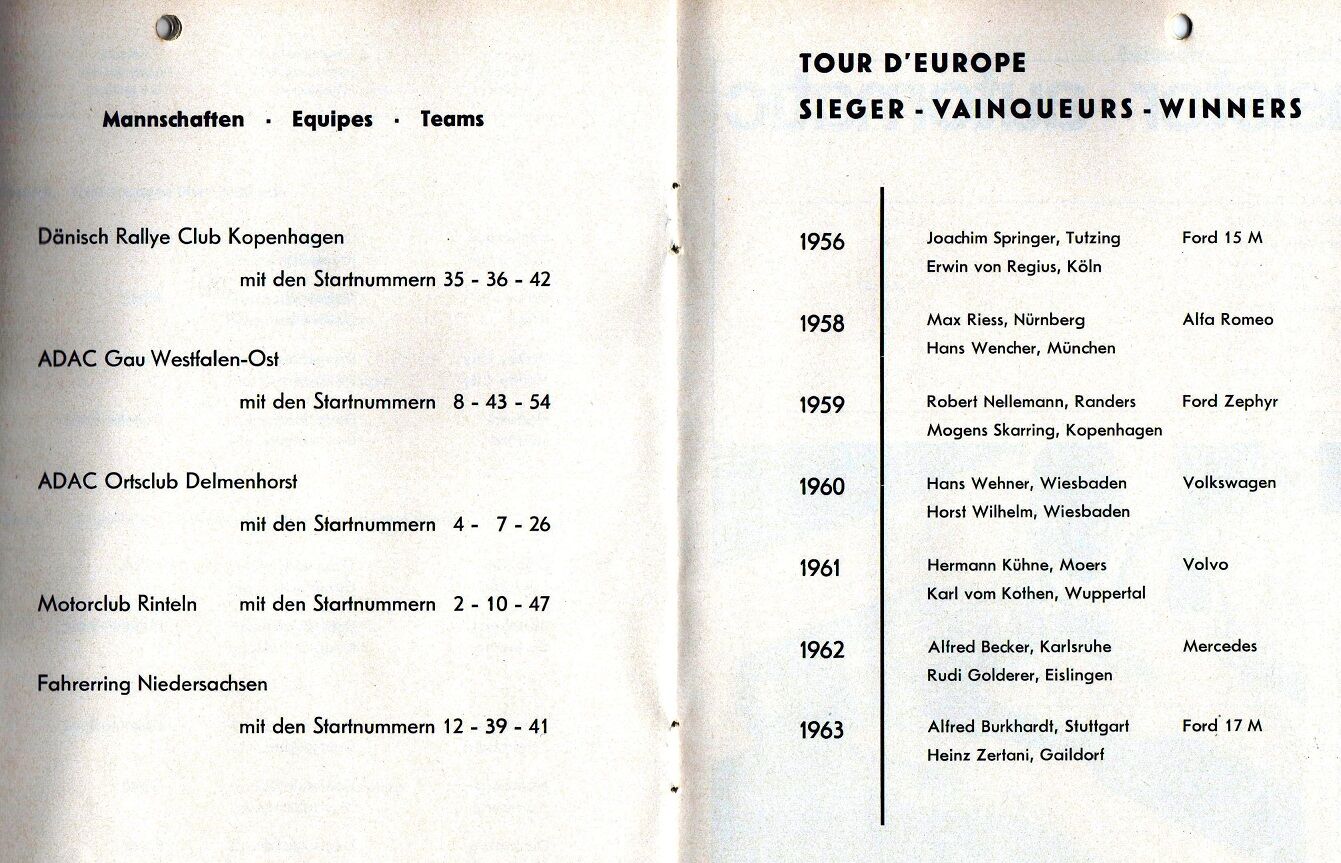 Mannschaften · Equipes · Teams
Dänisch Rallye Club Kopenhagen
mit den Startnummern 35 - 36 - 42
ADAC Gau Westfalen-Ost
mit den Startnummern 8 - 43 - 54
ADAC Ortsclub Delmenhorst
mit den Startnummern 4 - 7 - 26
Motorclub Rinteln mit den Startnummern 2 - 10 - 47
Fahrerring Niedersachsen
mit den Startnummern 12 - 39 - 41
TOUR D'EUROPE
SIEGER - VAINQUEURS - WINNERS
1956 Joachim Springer, Tutzing Ford 15 M
Erwin von Regius, Köln
1958 Max Riess, Nürnberg Alfa Romeo
Hans Wencher, München
1959 Robert Nellemann, Randers Ford Zephyr
Mogens Skarring, Kopenhagen
1960 Hans Wehner, Wiesbaden Volkswagen
Horst Wilhelm, Wiesbaden
1961 Hermann Kühne, Moers Volvo
Karl vom Kothen, Wuppertal
1962 Alfred Becker, Karlsruhe Mercedes
Rudi Golderer, Eislingen
1963 Alfred Burkhardt, Stuttgart Ford 17 M
Heinz Zertani, Gaildorf